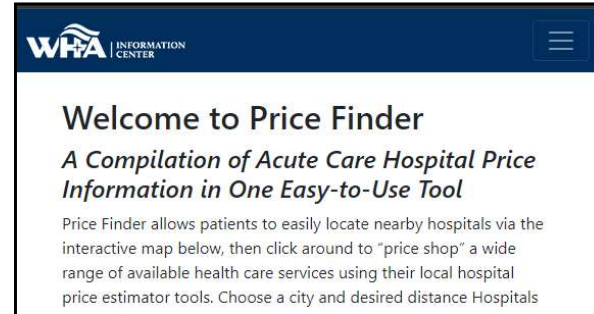 WHA INFORMATION
CENTER
Welcome to Price Finder
A Compilation of Acute Care Hospital Price
Information in One Easy-to-Use Tool
Price Finder allows patients to easily locate nearby hospitals via the
interactive map below, then click around to “price shop” a wide
range of available health care services using their local hospital
price estimator tools. Choose a city and desired distance Hospitals